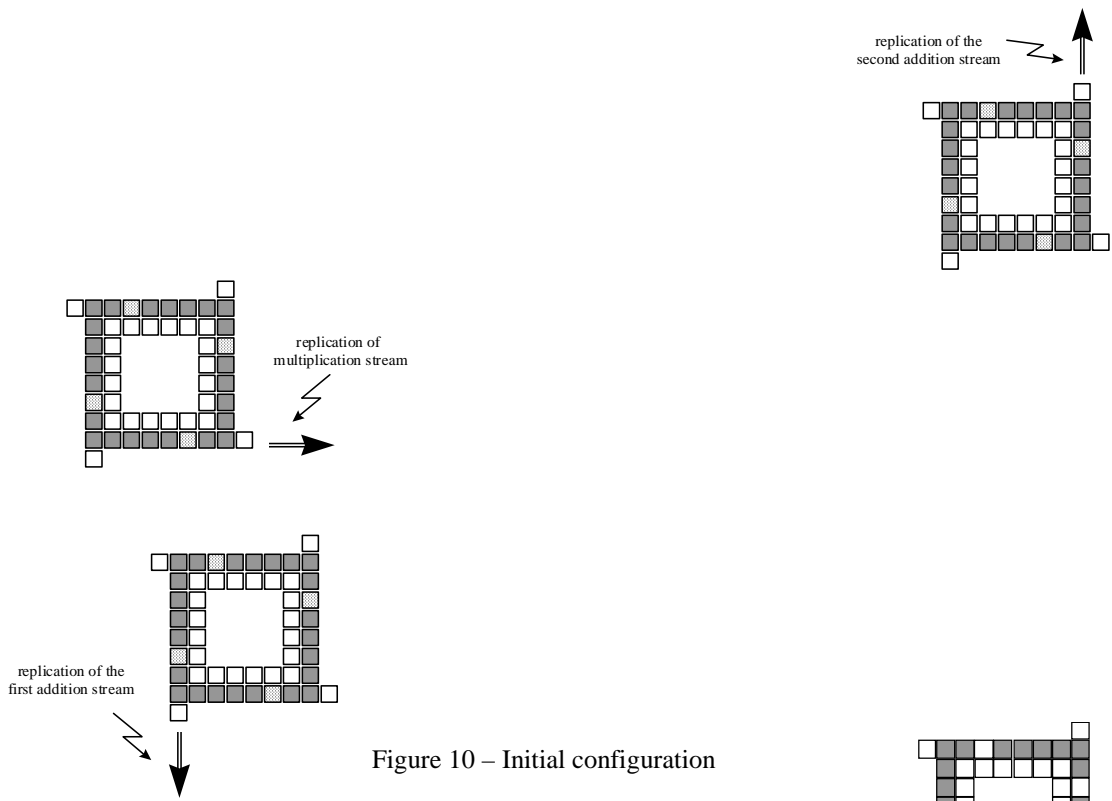 replication of the
second addition stream
replication of
multiplication stream
replication of the
first addition stream
Figure 10 – Initial configuration